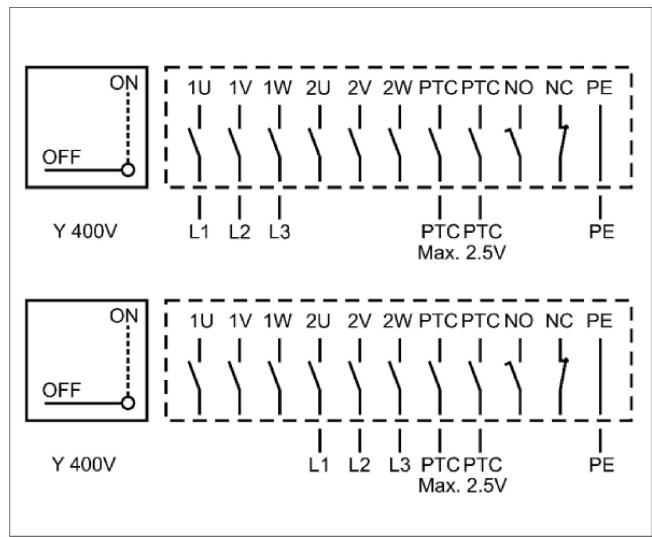 ON
1U 1V 1W 2U 2V 2W PTC PTC NO NC PE
OFF
Y 400V
L1 L2 L3 PTC PTC PE
Max. 2.5V
ON
1U 1V 1W 2U 2V 2W PTC PTC NO NC PE
OFF
Y 400V
L1 L2 L3 PTC PTC PE
Max. 2.5V